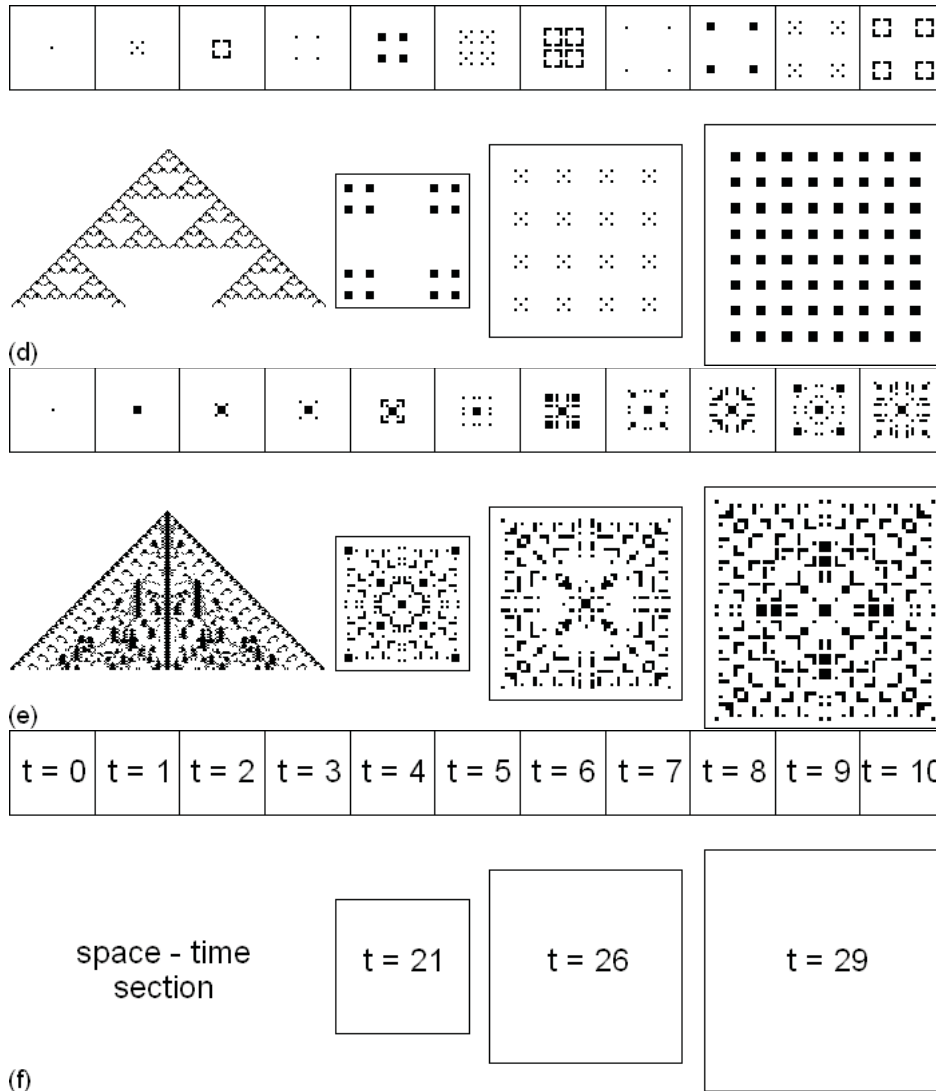 (d)
(e)
t = 0 t = 1 t = 2 t = 3 t = 4 t = 5 t = 6 t = 7 t = 8 t = 9 t = 10
space - time
section
t = 21 t = 26 t = 29
(f)